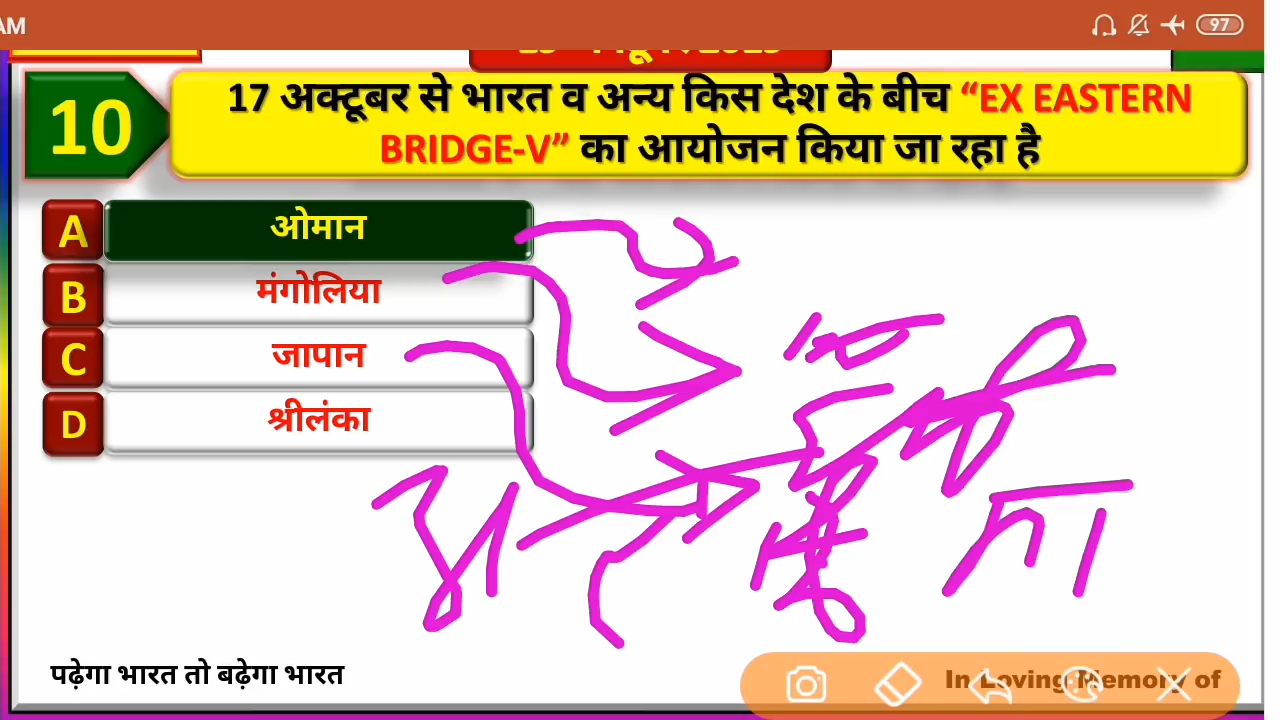 AM
97
10
17 अक्टूबर से भारत व अन्य किस देश के बीच “EX EASTERN
BRIDGE-V” का आयोजन किया जा रहा है
A ओमान
B मंगोलिया
C जापान
D श्रीलंका
पढ़ेगा भारत तो बढ़ेगा भारत
In Loving Memory of